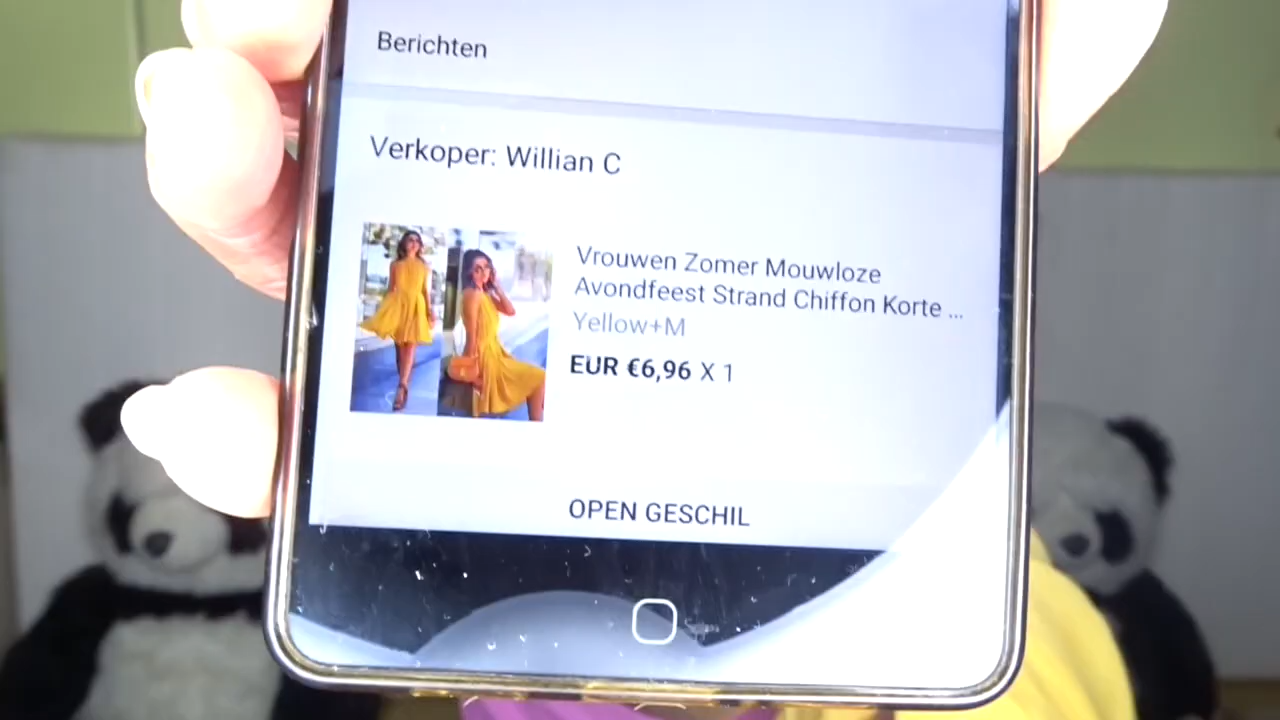 Berichten
Verkoper: Willian C
Vrouwen Zomer Mouwloze
Avondfeest Strand Chiffon Korte ...
Yellow+M
EUR €6,96 X 1
OPEN GESCHIL